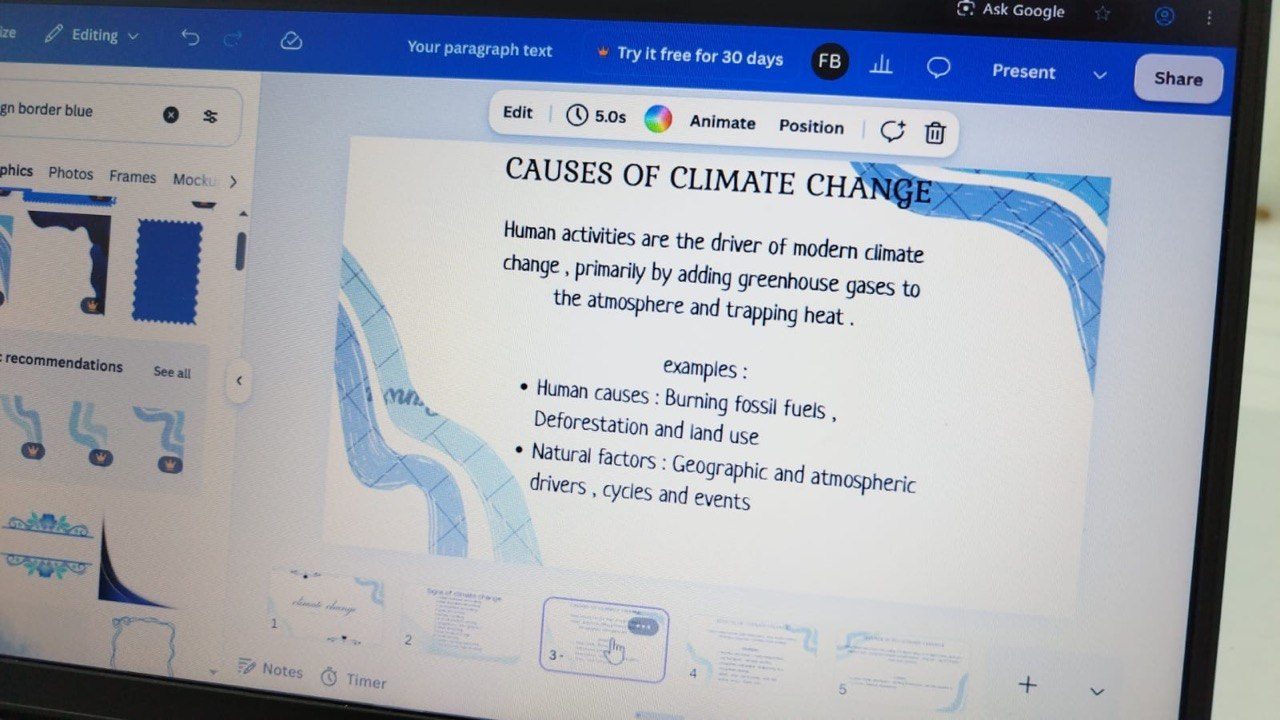 Ask Google
Editing
Your paragraph text
Try it free for 30 days
FB
Present
Share
gn border blue
Edit
5.0s
Animate
Position
phics
Photos
Frames
Mocku
CAUSES OF CLIMATE CHANGE
Human activities are the driver of modern climate
change , primarily by adding greenhouse gases to
the atmosphere and trapping heat .
examples :
• Human causes : Burning fossil fuels ,
Deforestation and land use
• Natural factors : Geographic and atmospheric
drivers , cycles and events
recommendations
See all
climate change
1
Signs of climate change
2
CAUSES OF CLIMATE CHANGE
3
4
5
Notes
Timer